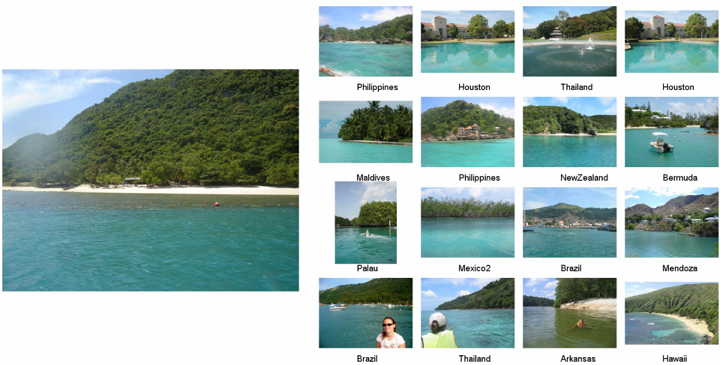 Philippines Houston Thailand Houston
Maldives Philippines NewZealand Bermuda
Palau Mexico2 Brazil Mendoza
Brazil Thailand Arkansas Hawaii